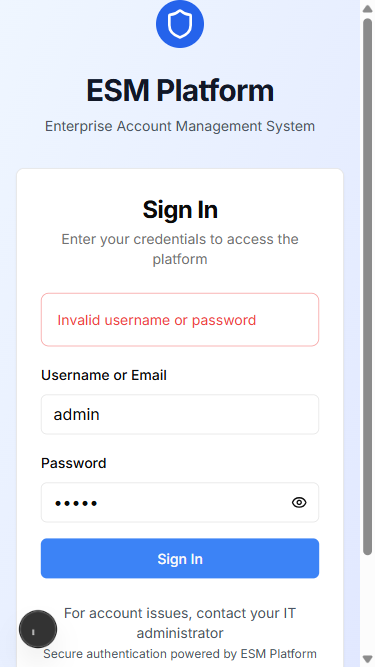 ESM Platform
Enterprise Account Management System
Sign In
Enter your credentials to access the
platform
Invalid username or password
Username or Email
admin
Password
•••••
Sign In
For account issues, contact your IT
administrator
Secure authentication powered by ESM Platform